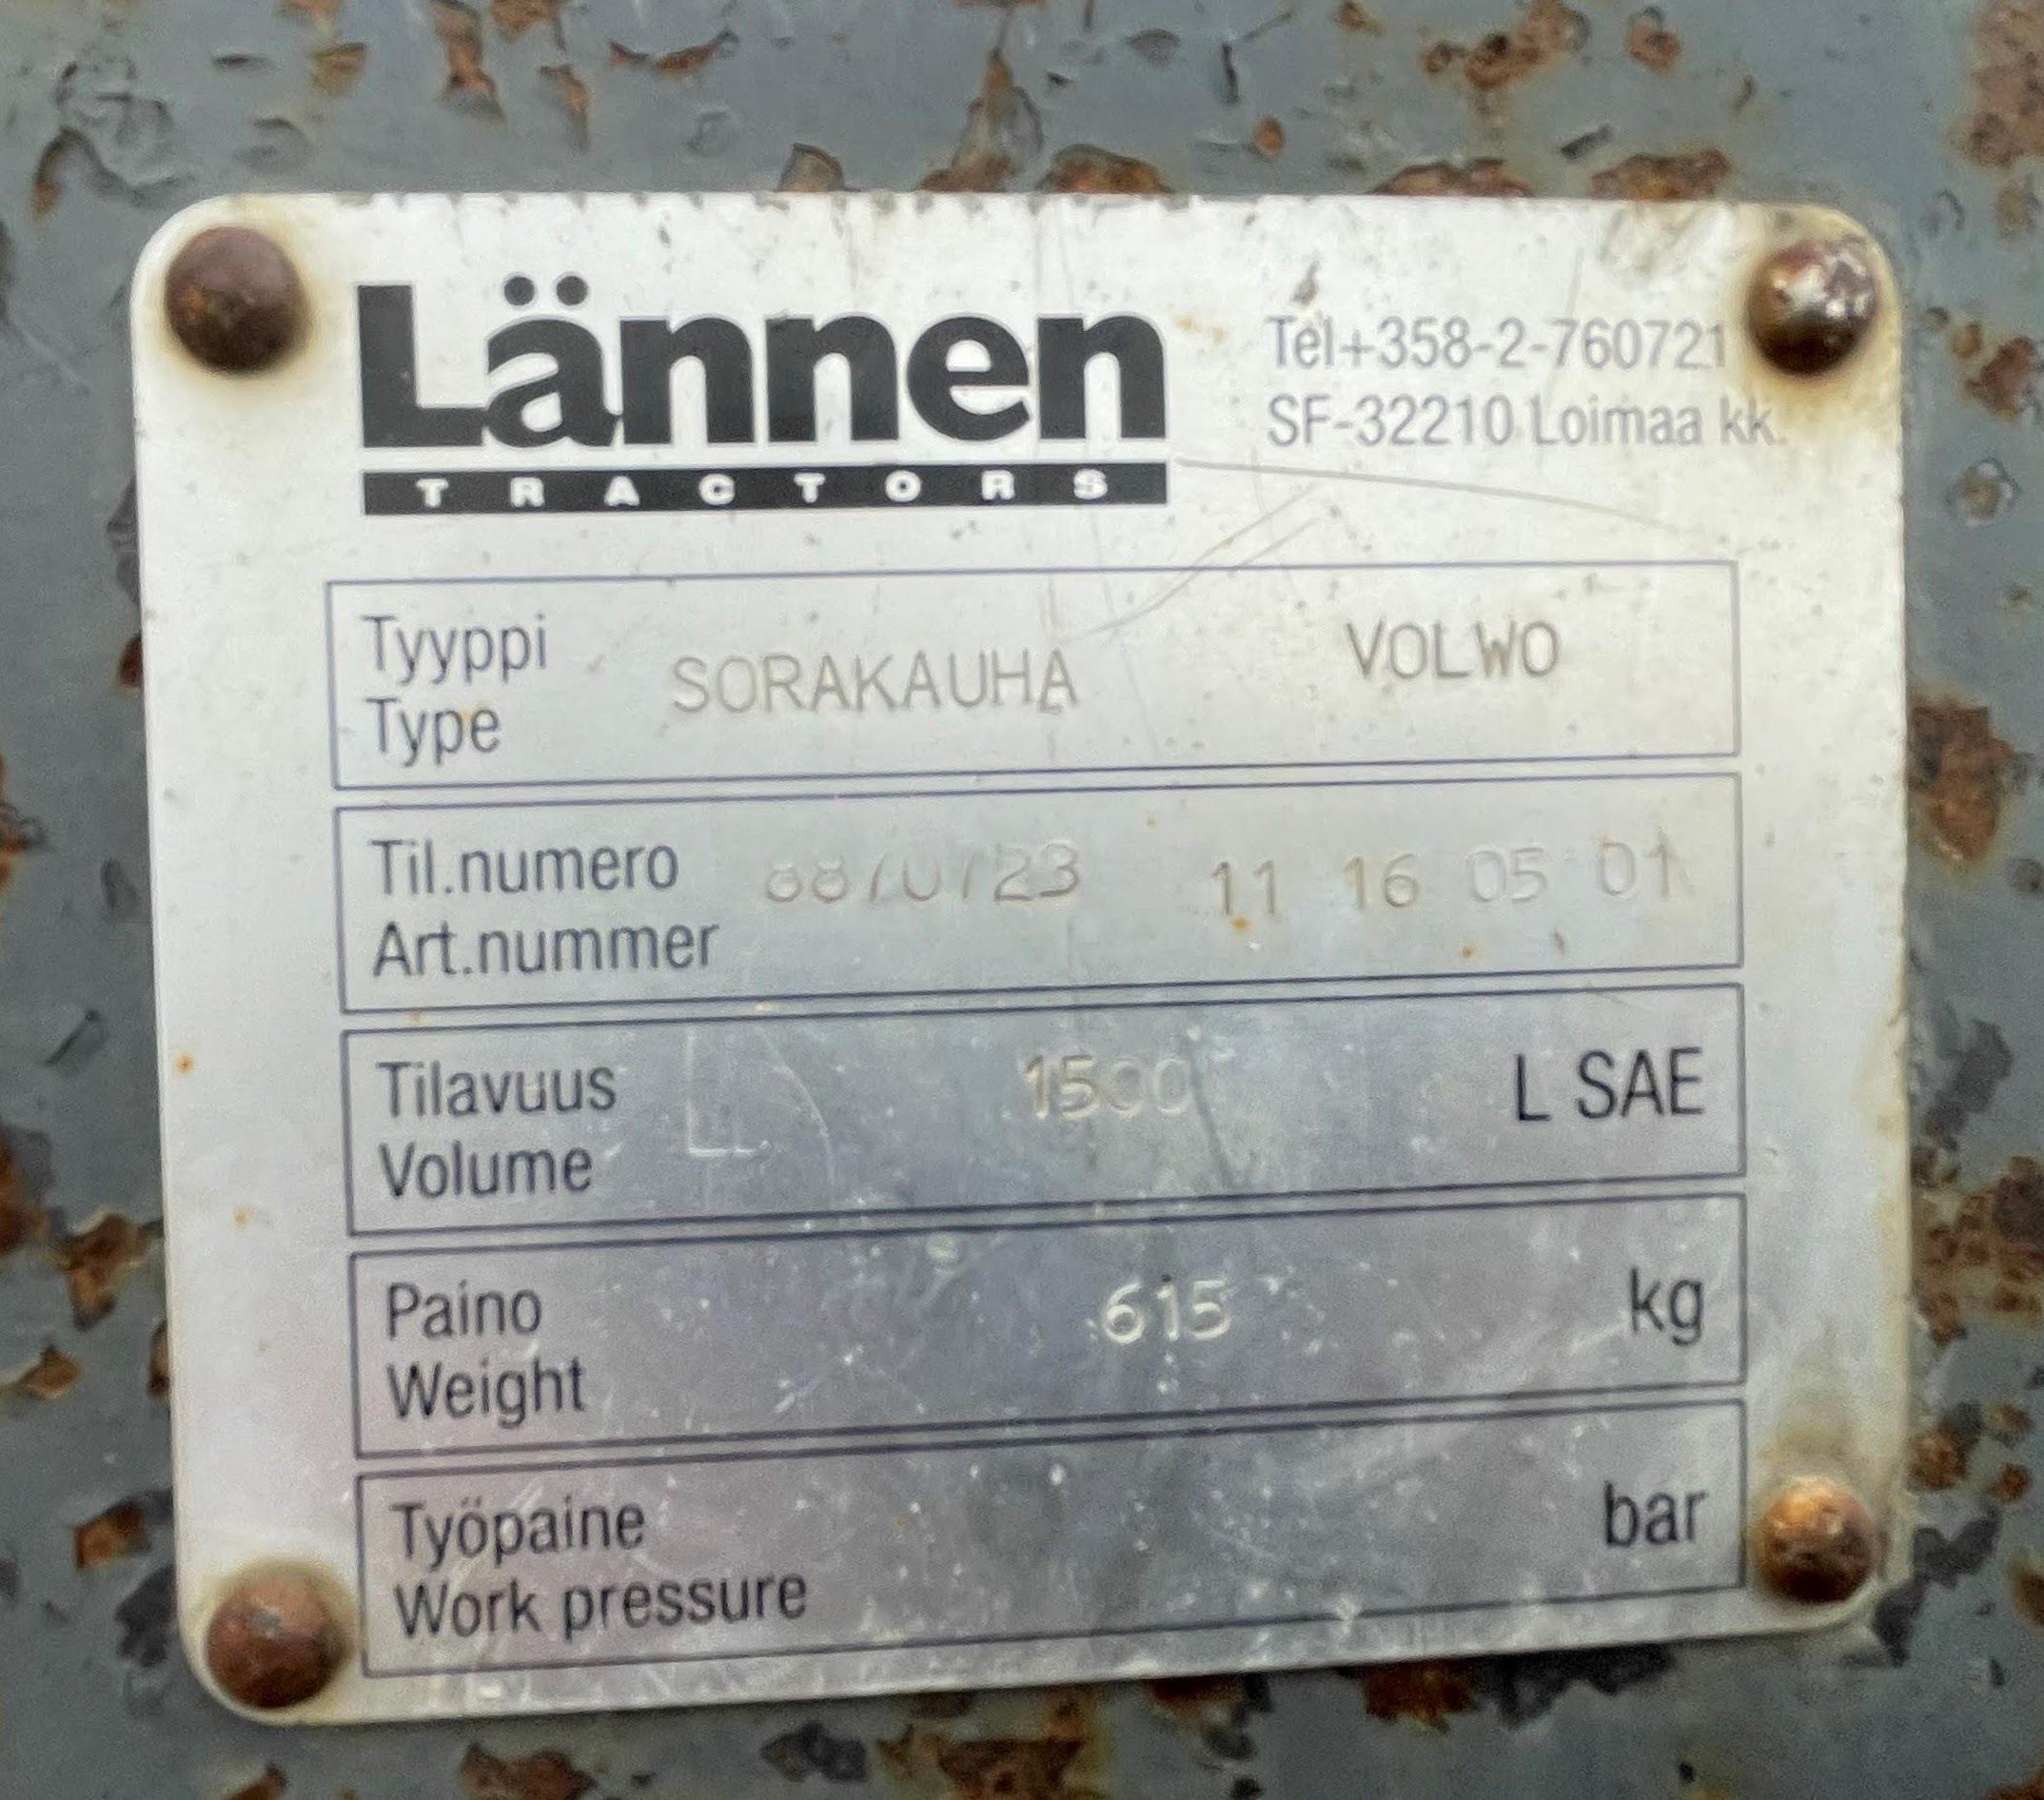 Lännen
TRACTORS
Tel+358-2-760721
SF-32210 Loimaa kk.
Tyyppi
Type
SORAKAUHA VOLWO
Til.numero
Art.nummer
11 16 05 01
Tilavuus
Volume
1500 L SAE
Paino
Weight
615 kg
Työpaine
Work pressure
bar